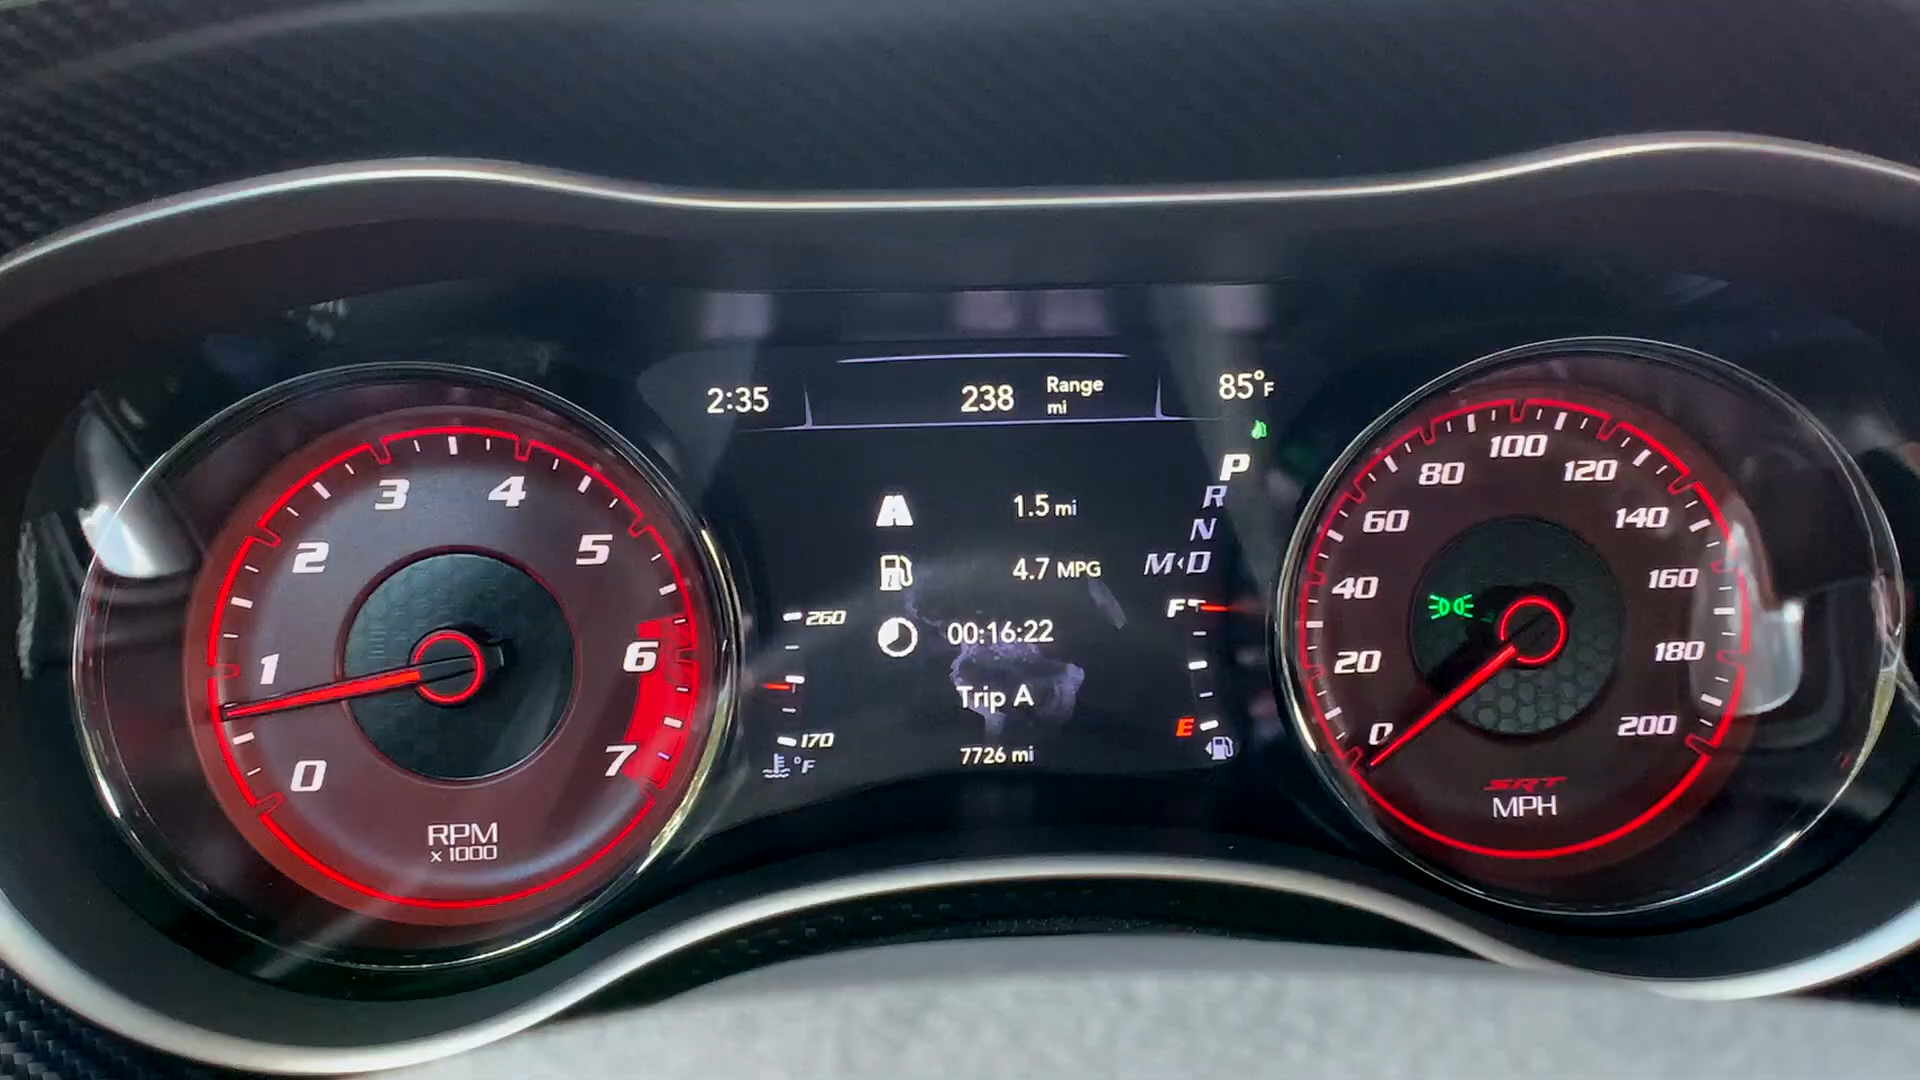 2:35
238
Range
mi
85°F
P
R
N
M‹D
1.5 mi
4.7 MPG
00:16:22
Trip A
7726 mi
260
170
°F
F
E
0
1
2
3
4
5
6
7
RPM
x 1000
0
20
40
60
80
100
120
140
160
180
200
SRT
MPH